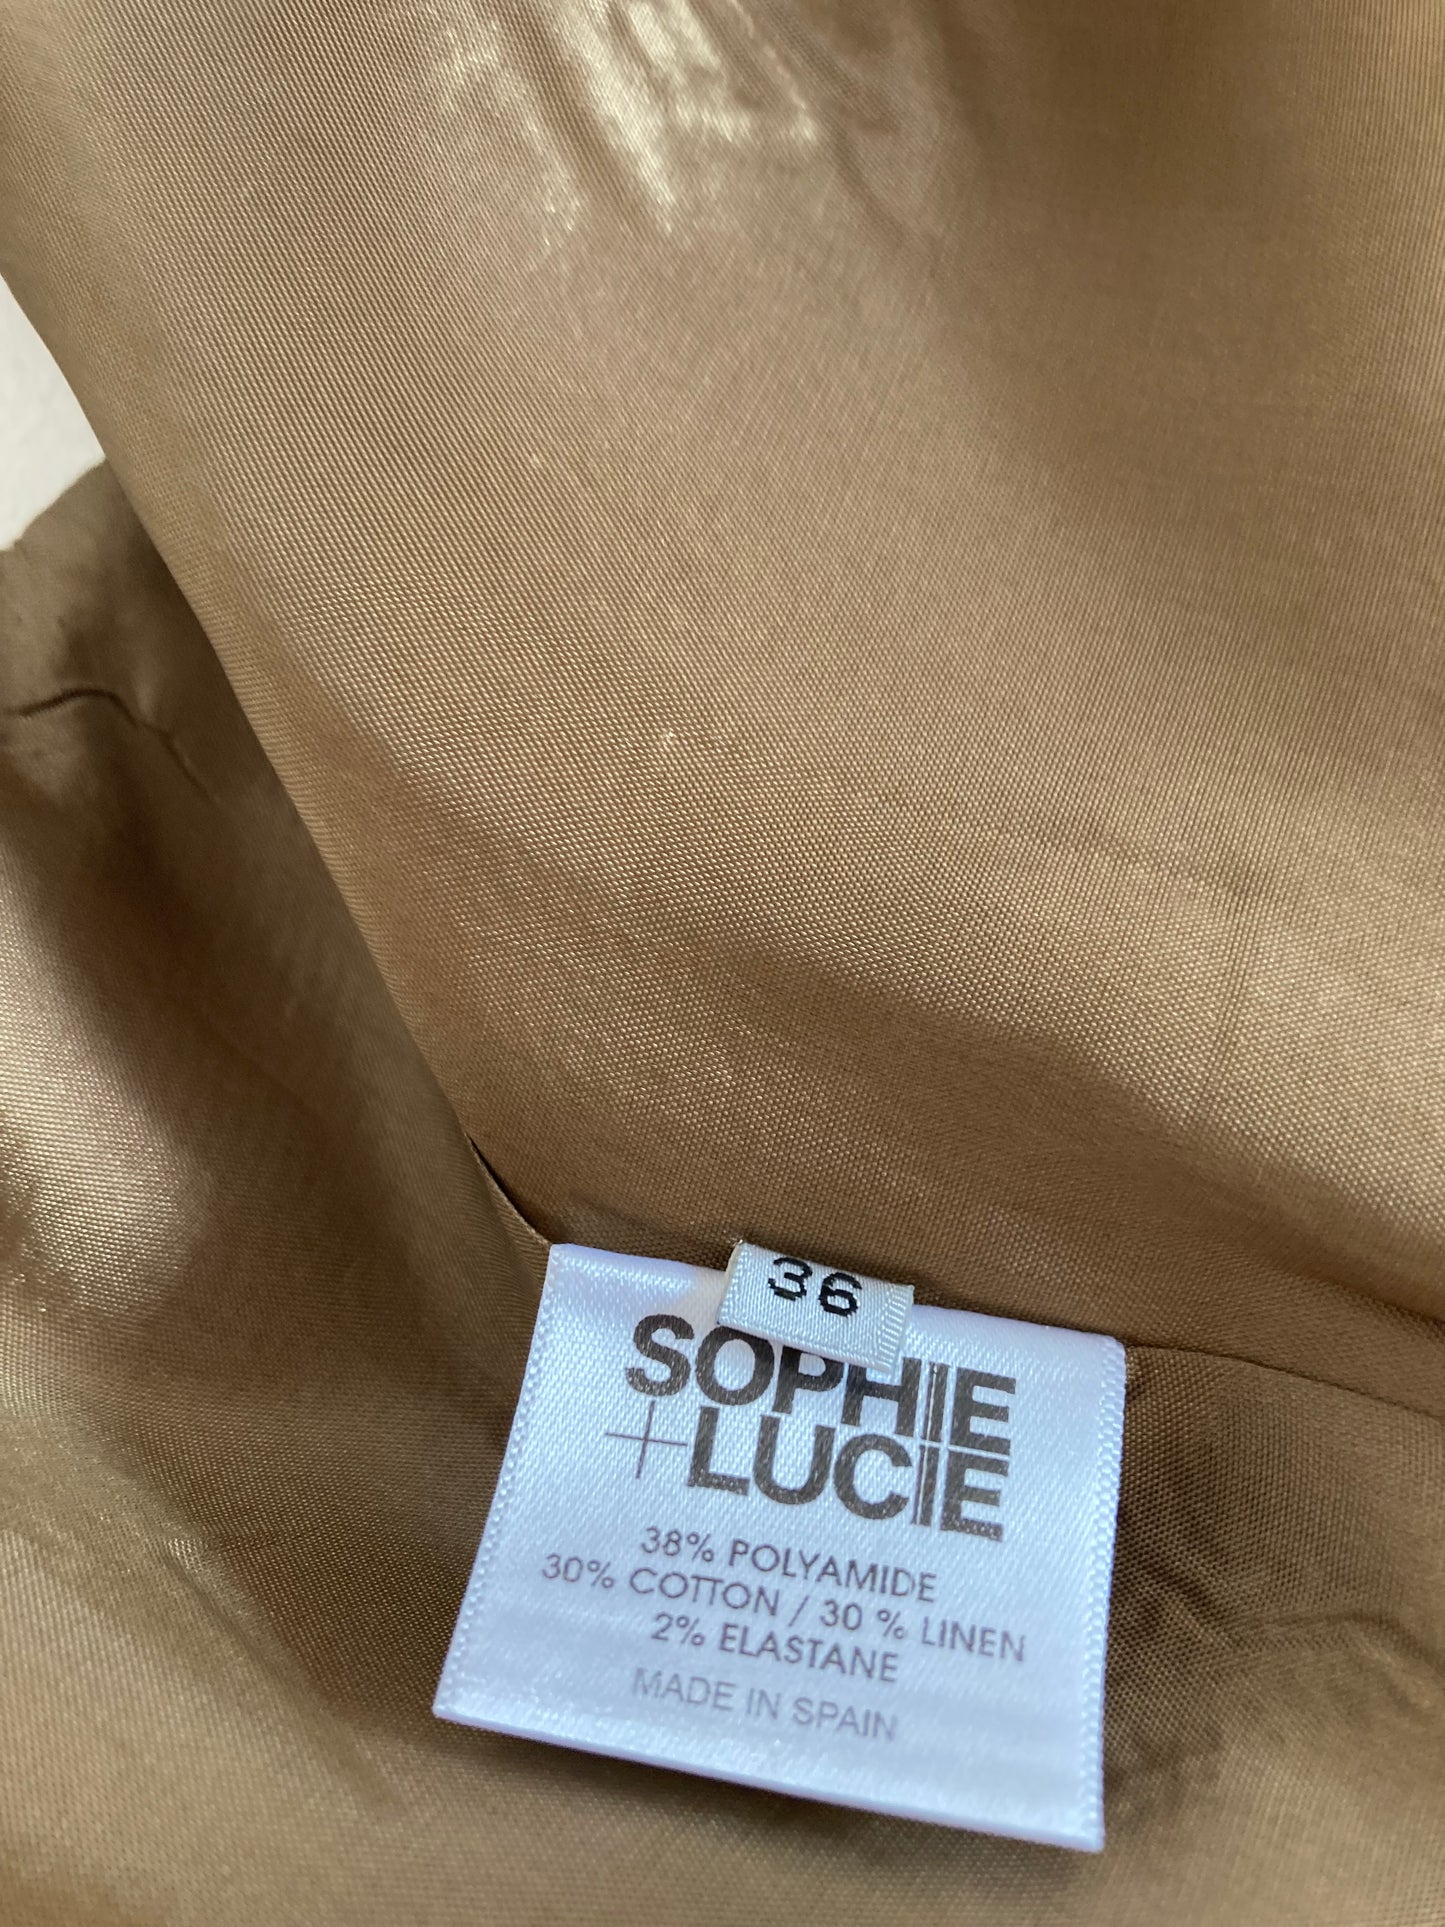 36
SOPHIE
+LUCIE
38% POLYAMIDE
30% COTTON / 30 % LINEN
2% ELASTANE
MADE IN SPAIN